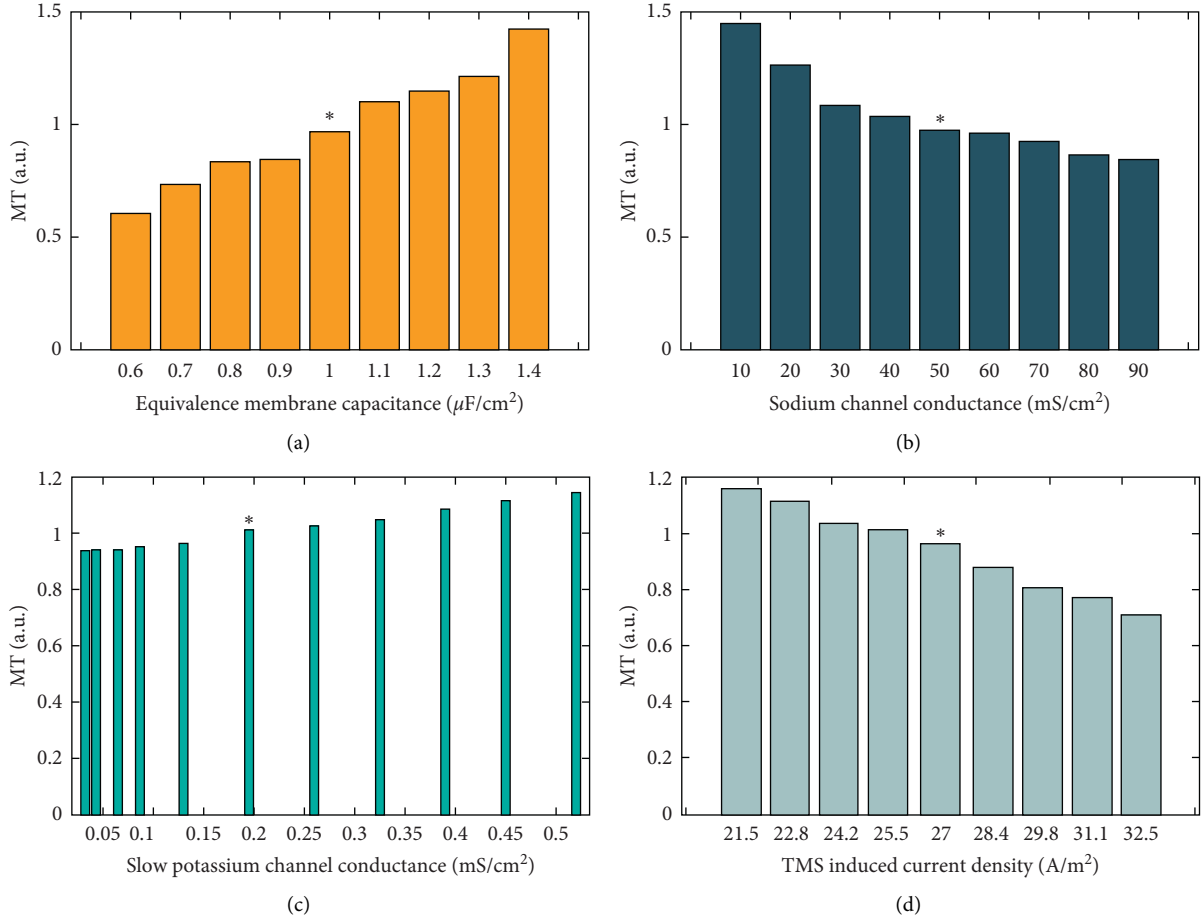 1.5
1
0.5
0
MT (a.u.)
*
0.6 0.7 0.8 0.9 1 1.1 1.2 1.3 1.4
Equivalence membrane capacitance (μF/cm²)
(a)
1.5
1
0.5
0
MT (a.u.)
*
10 20 30 40 50 60 70 80 90
Sodium channel conductance (mS/cm²)
(b)
1.2
1
0.8
0.6
0.4
0.2
0
MT (a.u.)
*
0.05 0.1 0.15 0.2 0.25 0.3 0.35 0.4 0.45 0.5
Slow potassium channel conductance (mS/cm²)
(c)
1.2
1
0.8
0.6
0.4
0.2
0
MT (a.u.)
*
21.5 22.8 24.2 25.5 27 28.4 29.8 31.1 32.5
TMS induced current density (A/m²)
(d)